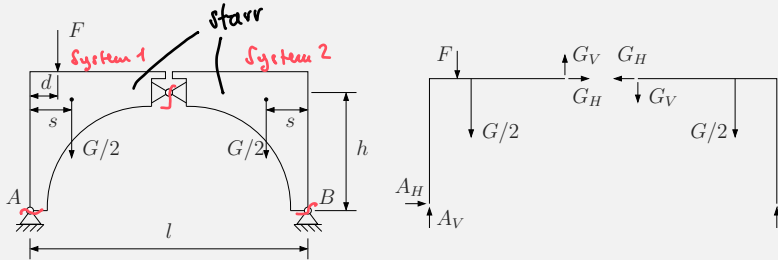 starr
System 1
System 2
F
d
s
s
G/2
G/2
h
A
B
l
F
G_V
G_H
G_H
G_V
G/2
G/2
A_H
A_V